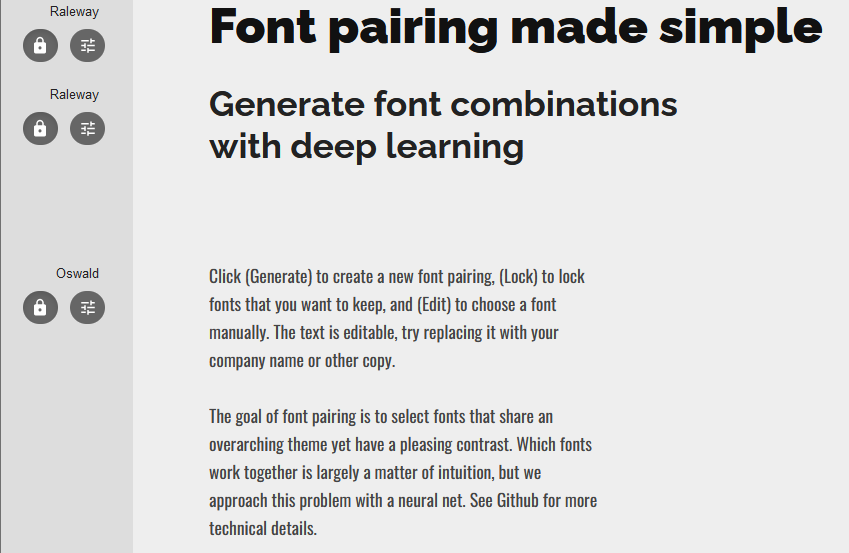 Raleway
Font pairing made simple
Raleway
Generate font combinations
with deep learning
Oswald
Click (Generate) to create a new font pairing, (Lock) to lock
fonts that you want to keep, and (Edit) to choose a font
manually. The text is editable, try replacing it with your
company name or other copy.
The goal of font pairing is to select fonts that share an
overarching theme yet have a pleasing contrast. Which fonts
work together is largely a matter of intuition, but we
approach this problem with a neural net. See Github for more
technical details.